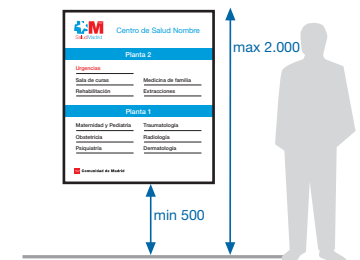 SaludMadrid
Centro de Salud Nombre
Planta 2
Urgencias
Sala de curas Medicina de familia
Rehabilitación Extracciones
Planta 1
Maternidad y Pediatría Traumatología
Obstetricia Radiología
Psiquiatría Dermatología
Comunidad de Madrid
max 2.000
min 500